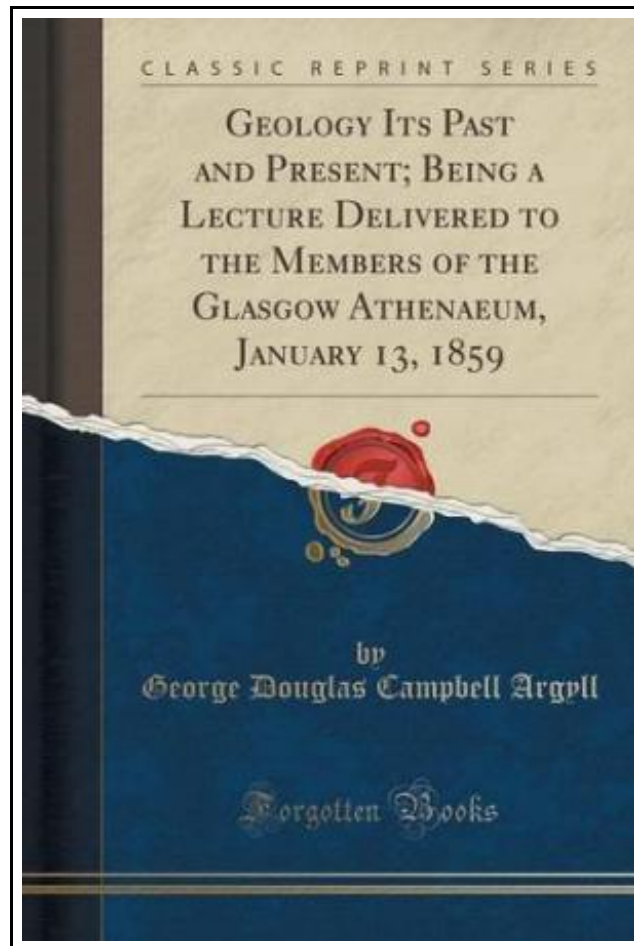 CLASSIC REPRINT SERIES
GEOLOGY ITS PAST
AND PRESENT; BEING A
LECTURE DELIVERED TO
THE MEMBERS OF THE
GLASGOW ATHENAEUM,
JANUARY 13, 1859
F
by
George Douglas Campbell Argyll
Forgotten Books